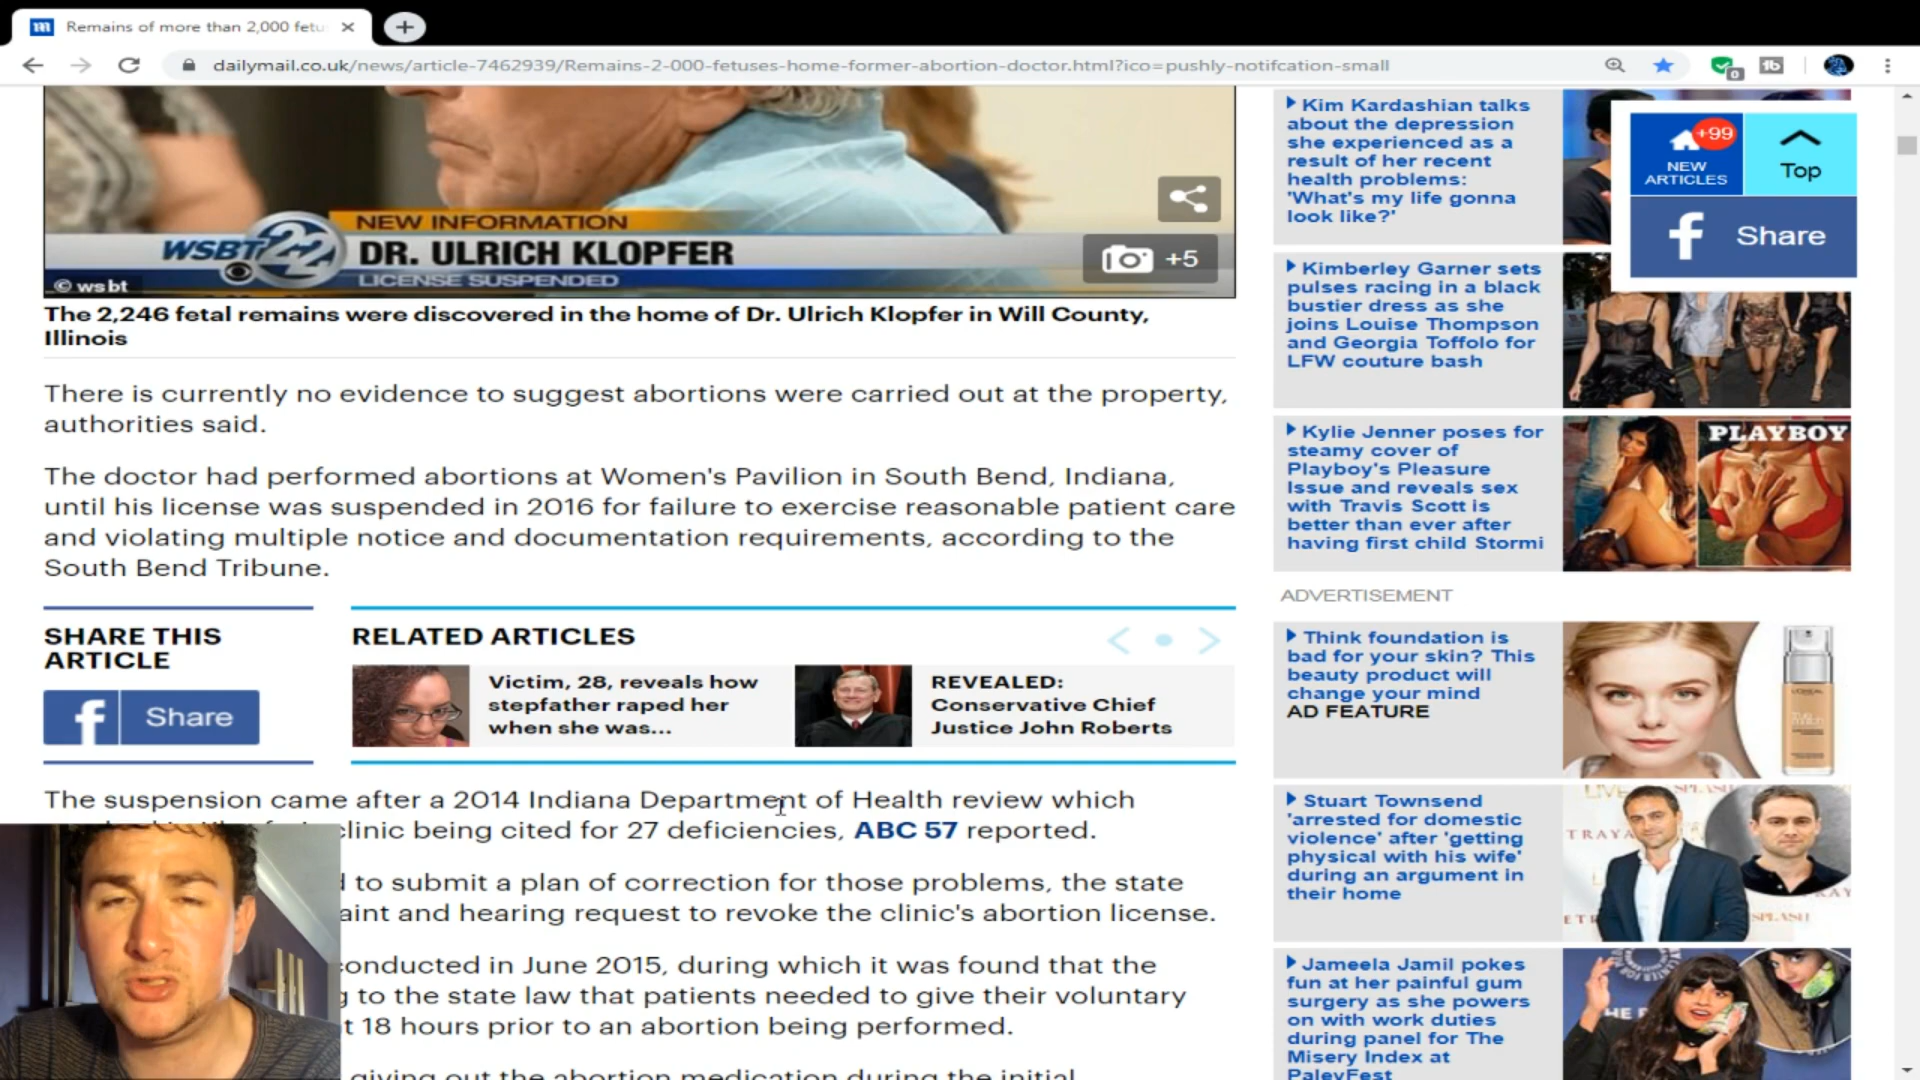 Remains of more than 2,000 fetu
dailymail.co.uk/news/article-7462939/Remains-2-000-fetuses-home-former-abortion-doctor.html?ico=pushly-notifcation-small
0
WSBT 22
NEW INFORMATION
DR. ULRICH KLOPFER
LICENSE SUSPENDED
© wsbt
+5
The 2,246 fetal remains were discovered in the home of Dr. Ulrich Klopfer in Will County,
Illinois
There is currently no evidence to suggest abortions were carried out at the property,
authorities said.
The doctor had performed abortions at Women's Pavilion in South Bend, Indiana,
until his license was suspended in 2016 for failure to exercise reasonable patient care
and violating multiple notice and documentation requirements, according to the
South Bend Tribune.
SHARE THIS
ARTICLE
Share
RELATED ARTICLES
Victim, 28, reveals how
stepfather raped her
when she was...
REVEALED:
Conservative Chief
Justice John Roberts
The suspension came after a 2014 Indiana Department of Health review which
clinic being cited for 27 deficiencies, ABC 57 reported.
to submit a plan of correction for those problems, the state
aint and hearing request to revoke the clinic's abortion license.
conducted in June 2015, during which it was found that the
g to the state law that patients needed to give their voluntary
t 18 hours prior to an abortion being performed.
giving out the abortion medication during the initial
Kim Kardashian talks
about the depression
she experienced as a
result of her recent
health problems:
'What's my life gonna
look like?'
+99
NEW
ARTICLES
Top
Share
Kimberley Garner sets
pulses racing in a black
bustier dress as she
joins Louise Thompson
and Georgia Toffolo for
LFW couture bash
Kylie Jenner poses for
steamy cover of
Playboy's Pleasure
Issue and reveals sex
with Travis Scott is
better than ever after
having first child Stormi
PLAYBOY
ADVERTISEMENT
Think foundation is
bad for your skin? This
beauty product will
change your mind
AD FEATURE
Stuart Townsend
'arrested for domestic
violence' after 'getting
physical with his wife'
during an argument in
their home
Jameela Jamil pokes
fun at her painful gum
surgery as she powers
on with work duties
during panel for The
Misery Index at
PaleyFest